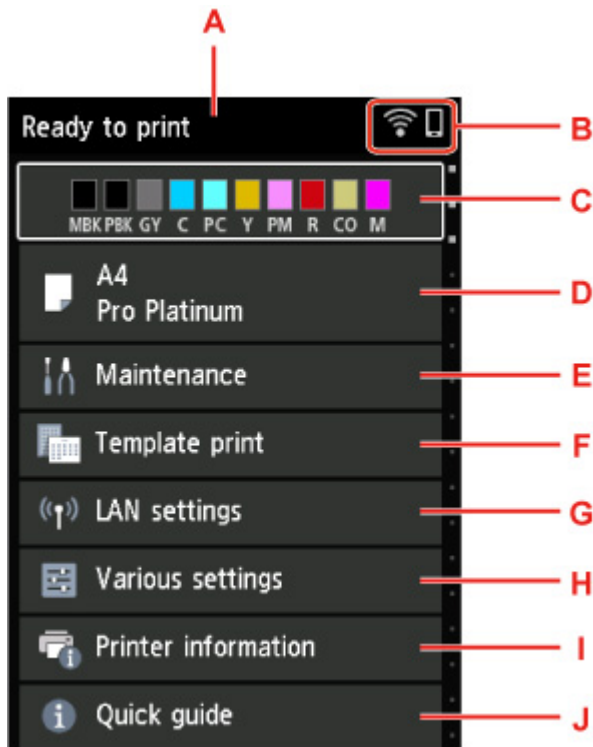 A
Ready to print
B
MBK PBK GY C PC Y PM R CO M
C
A4
Pro Platinum
D
Maintenance
E
Template print
F
LAN settings
G
Various settings
H
Printer information
I
Quick guide
J